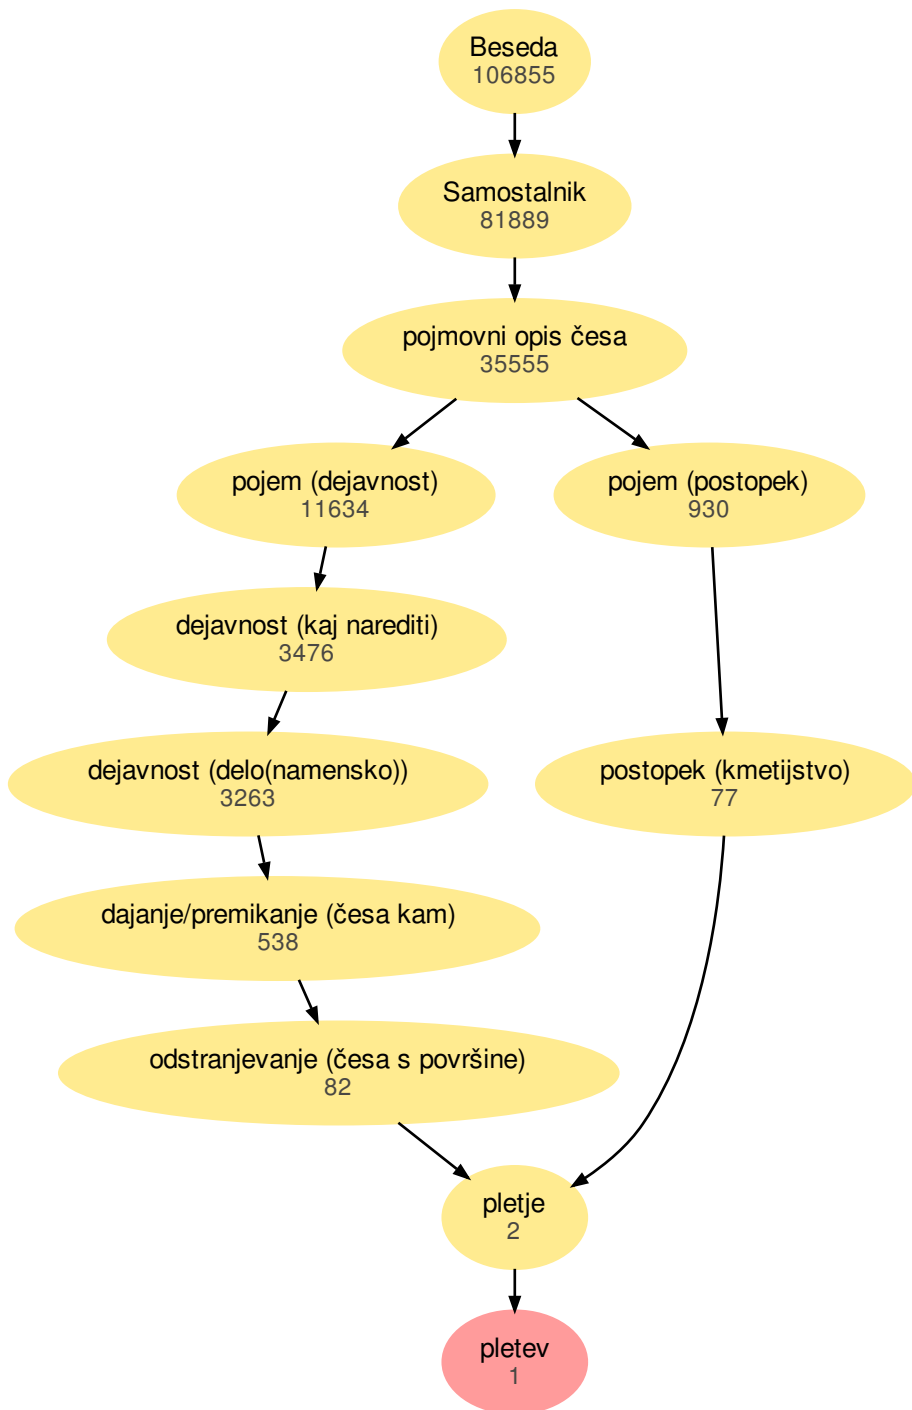 Beseda
106855
Samostalnik
81889
pojmovni opis česa
35555
pojem (dejavnost)
11634
pojem (postopek)
930
dejavnost (kaj narediti)
3476
dejavnost (delo(namensko))
3263
postopek (kmetijstvo)
77
dajanje/premikanje (česa kam)
538
odstranjevanje (česa s površine)
82
pletje
2
pletev
1